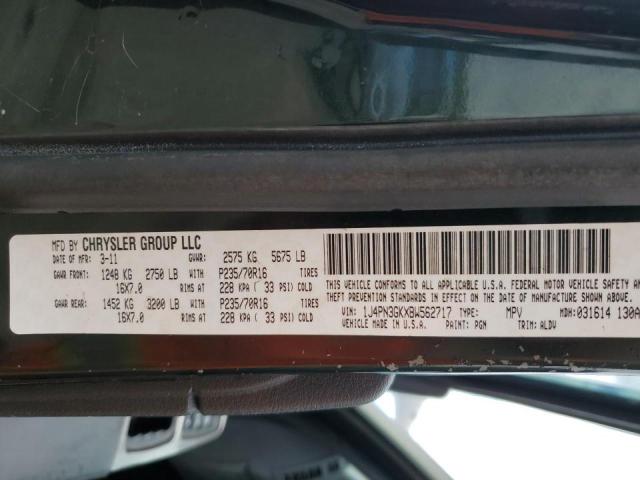 MFD BY CHRYSLER GROUP LLC
DATE OF MFR: 3-11 GVWR: 2575 KG 5675 LB
GAWR FRONT: 1248 KG 2750 LB WITH P235/70R16 TIRES
16X7.0 RIMS AT 228 KPA ( 33 PSI) COLD
GAWR REAR: 1452 KG 3200 LB WITH P235/70R16 TIRES
16X7.0 RIMS AT 228 KPA ( 33 PSI) COLD
THIS VEHICLE CONFORMS TO ALL APPLICABLE U.S.A. FEDERAL MOTOR VEHICLE
THEFT PREVENTION STANDARDS IN EFFECT ON THE DATE OF MANUFACTURE SHOWN ABOVE.
VIN: 1J4PN3GKXBW562717 TYPE: MPV MDH: 031614 130A
VEHICLE MADE IN U.S.A. PAINT: PGN TRIM: ALDV